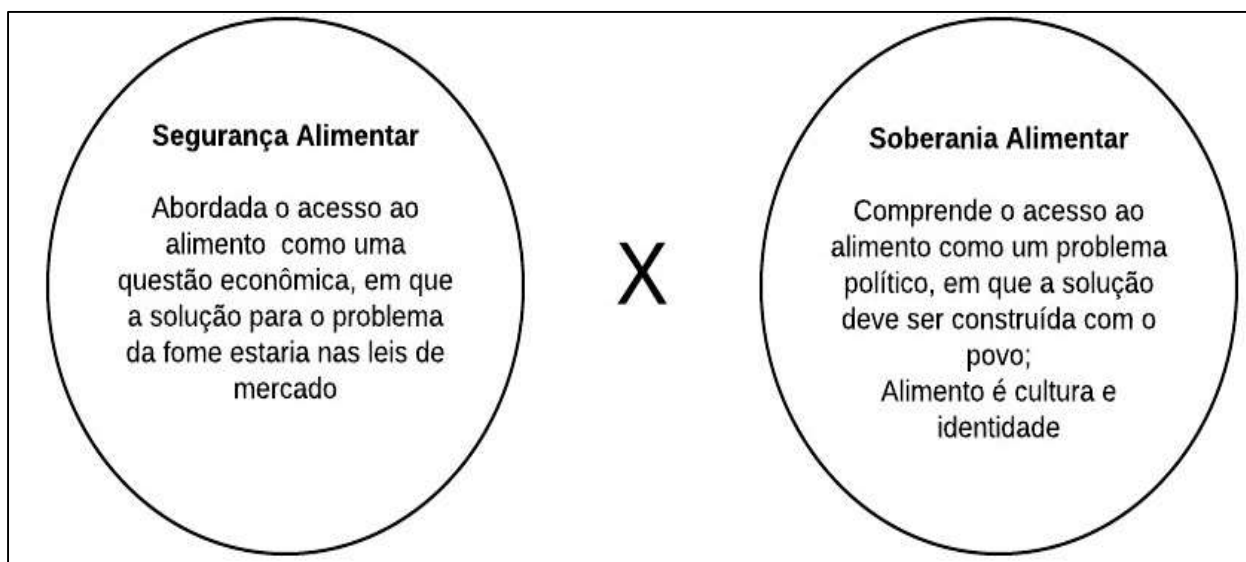 Segurança Alimentar
Abordada o acesso ao
alimento como uma
questão econômica, em que
a solução para o problema
da fome estaria nas leis de
mercado
X
Soberania Alimentar
Comprende o acesso ao
alimento como um problema
político, em que a solução
deve ser construída com o
povo;
Alimento é cultura e
identidade